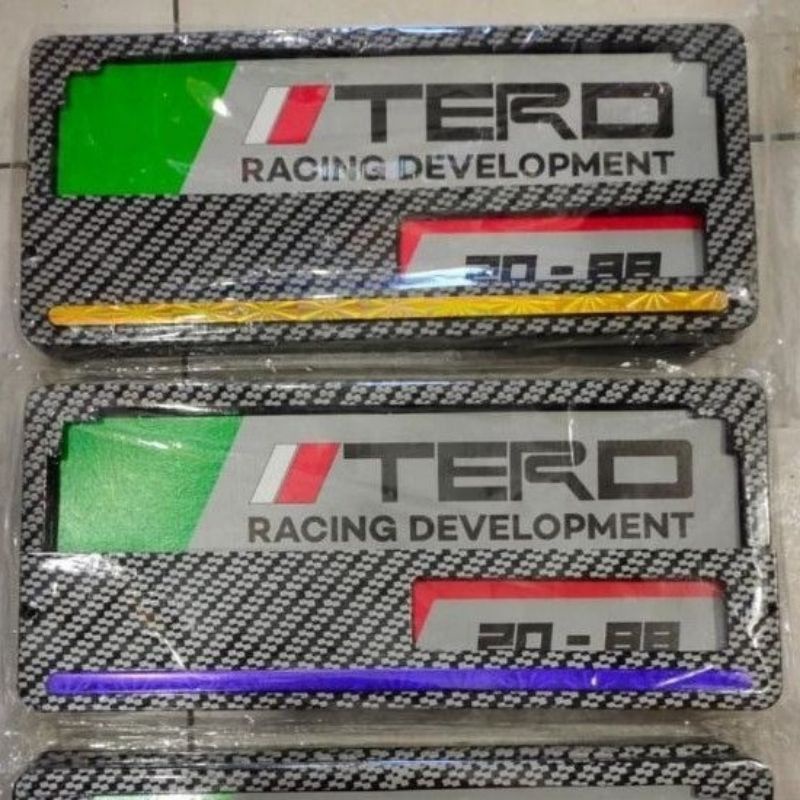 TERD
RACING DEVELOPMENT
20 - 88
TERD
RACING DEVELOPMENT
20 - 88